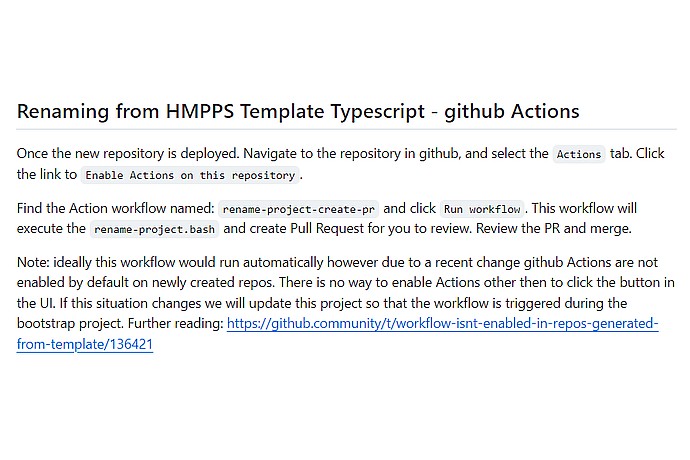 Renaming from HMPPS Template Typescript - github Actions
Once the new repository is deployed. Navigate to the repository in github, and select the Actions tab. Click
the link to Enable Actions on this repository.
Find the Action workflow named: rename-project-create-pr and click Run workflow. This workflow will
execute the rename-project.bash and create Pull Request for you to review. Review the PR and merge.
Note: ideally this workflow would run automatically however due to a recent change github Actions are not
enabled by default on newly created repos. There is no way to enable Actions other then to click the button in
the UI. If this situation changes we will update this project so that the workflow is triggered during the
bootstrap project. Further reading: https://github.community/t/workflow-isnt-enabled-in-repos-generated-
from-template/136421